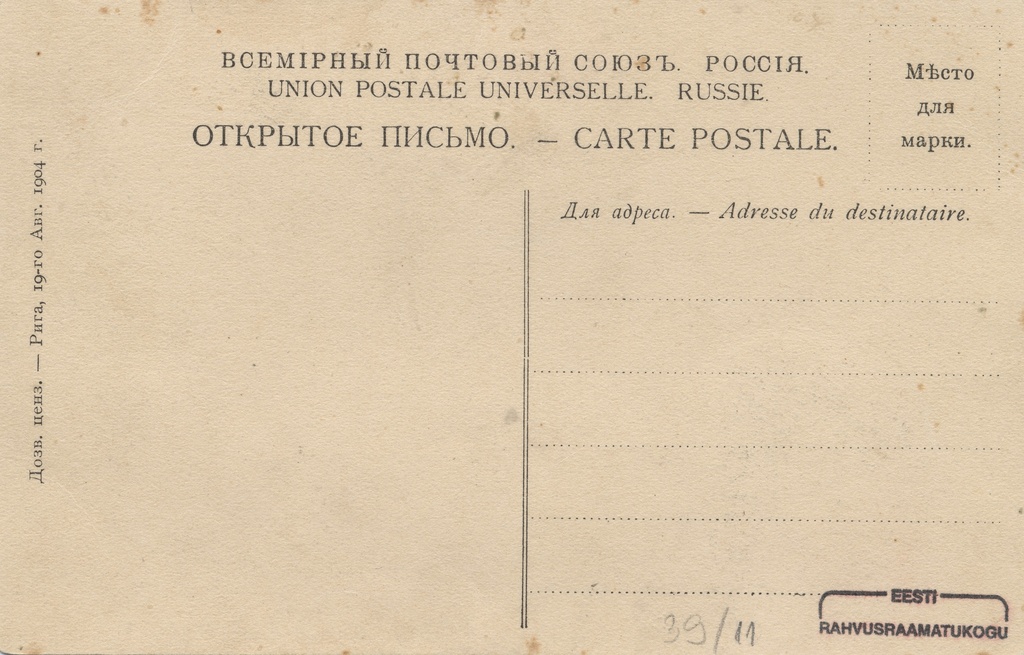 ВСЕМІРНЫЙ ПОЧТОВЫЙ СОЮЗЪ. РОССІЯ.
UNION POSTALE UNIVERSELLE. RUSSIE.
ОТКРЫТОЕ ПИСЬМО. — CARTE POSTALE.
Мѣсто
для
марки.
Для адреса. — Adresse du destinataire.
Дозв. ценз. — Рига, 19-го Авг. 1904 г.
39/11
EESTI
RAHVUSRAAMATUKOGU